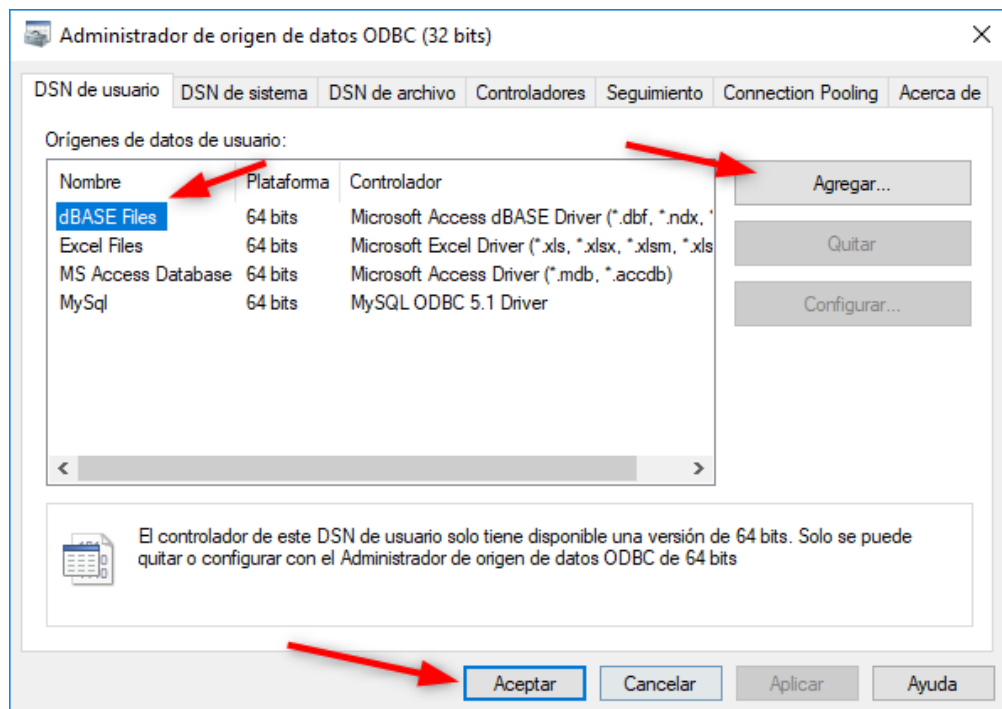 Administrador de origen de datos ODBC (32 bits)
DSN de usuario DSN de sistema DSN de archivo Controladores Seguimiento Connection Pooling Acerca de
Orígenes de datos de usuario:
Nombre Plataforma Controlador
dBASE Files 64 bits Microsoft Access dBASE Driver (*.dbf, *.ndx, *
Excel Files 64 bits Microsoft Excel Driver (*.xls, *.xlsx, *.xlsm, *.xls
MS Access Database 64 bits Microsoft Access Driver (*.mdb, *.accdb)
MySql 64 bits MySQL ODBC 5.1 Driver
Agregar...
Quitar
Configurar...
El controlador de este DSN de usuario solo tiene disponible una versión de 64 bits. Solo se puede
quitar o configurar con el Administrador de origen de datos ODBC de 64 bits
Aceptar Cancelar Aplicar Ayuda